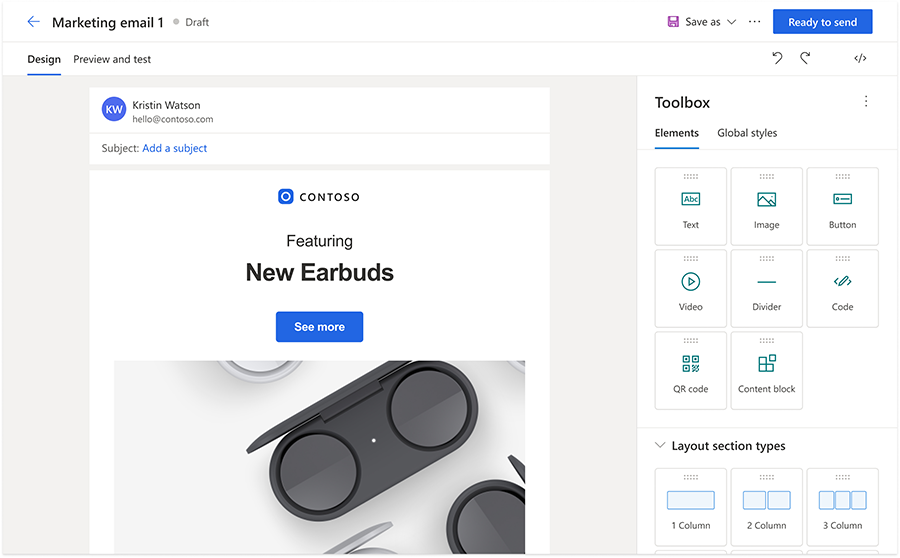 Marketing email 1 Draft Save as Ready to send
Design Preview and test
KW Kristin Watson
hello@contoso.com
Subject: Add a subject
CONTOSO
Featuring
New Earbuds
See more
Toolbox
Elements Global styles
Abc
Text Image Button
Video Divider Code
QR code Content block
Layout section types
1 Column 2 Column 3 Column